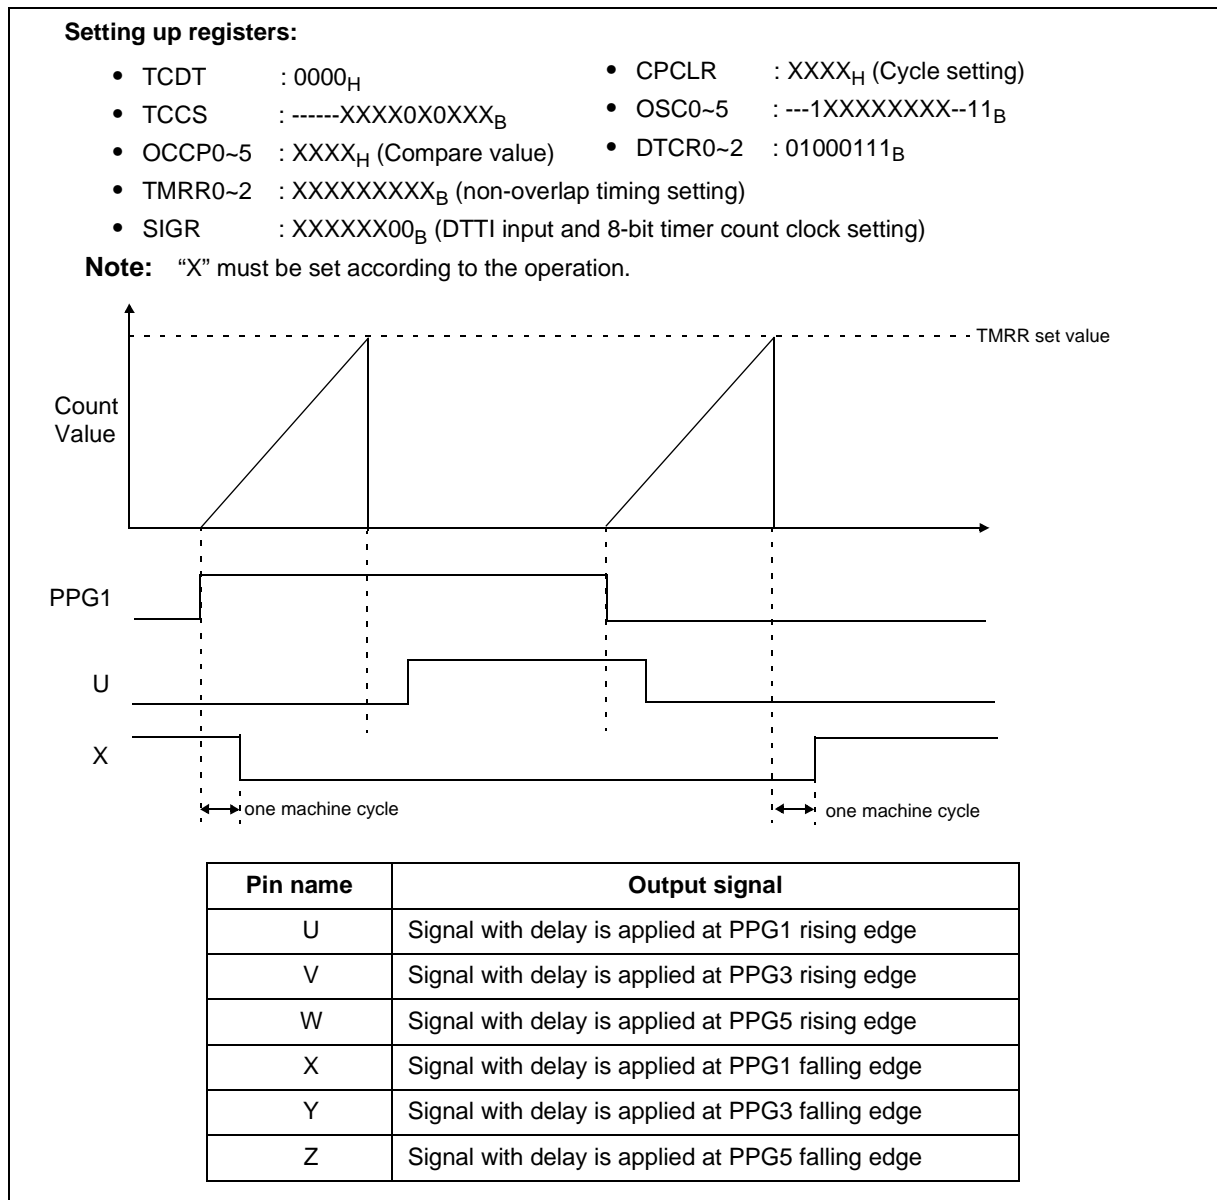 Setting up registers:
• TCDT : 0000H
• CPCLR : XXXXH (Cycle setting)
• TCCS : ------XXXX0X0XXXB
• OSC0~5 : ---1XXXXXXXX--11B
• OCCP0~5 : XXXXH (Compare value)
• DTCR0~2 : 01000111B
• TMRR0~2 : XXXXXXXXXB (non-overlap timing setting)
• SIGR : XXXXXX00B (DTTI input and 8-bit timer count clock setting)
Note: “X” must be set according to the operation.
TMRR set value
Count
Value
PPG1
U
X
one machine cycle
one machine cycle
Pin name Output signal
U Signal with delay is applied at PPG1 rising edge
V Signal with delay is applied at PPG3 rising edge
W Signal with delay is applied at PPG5 rising edge
X Signal with delay is applied at PPG1 falling edge
Y Signal with delay is applied at PPG3 falling edge
Z Signal with delay is applied at PPG5 falling edge